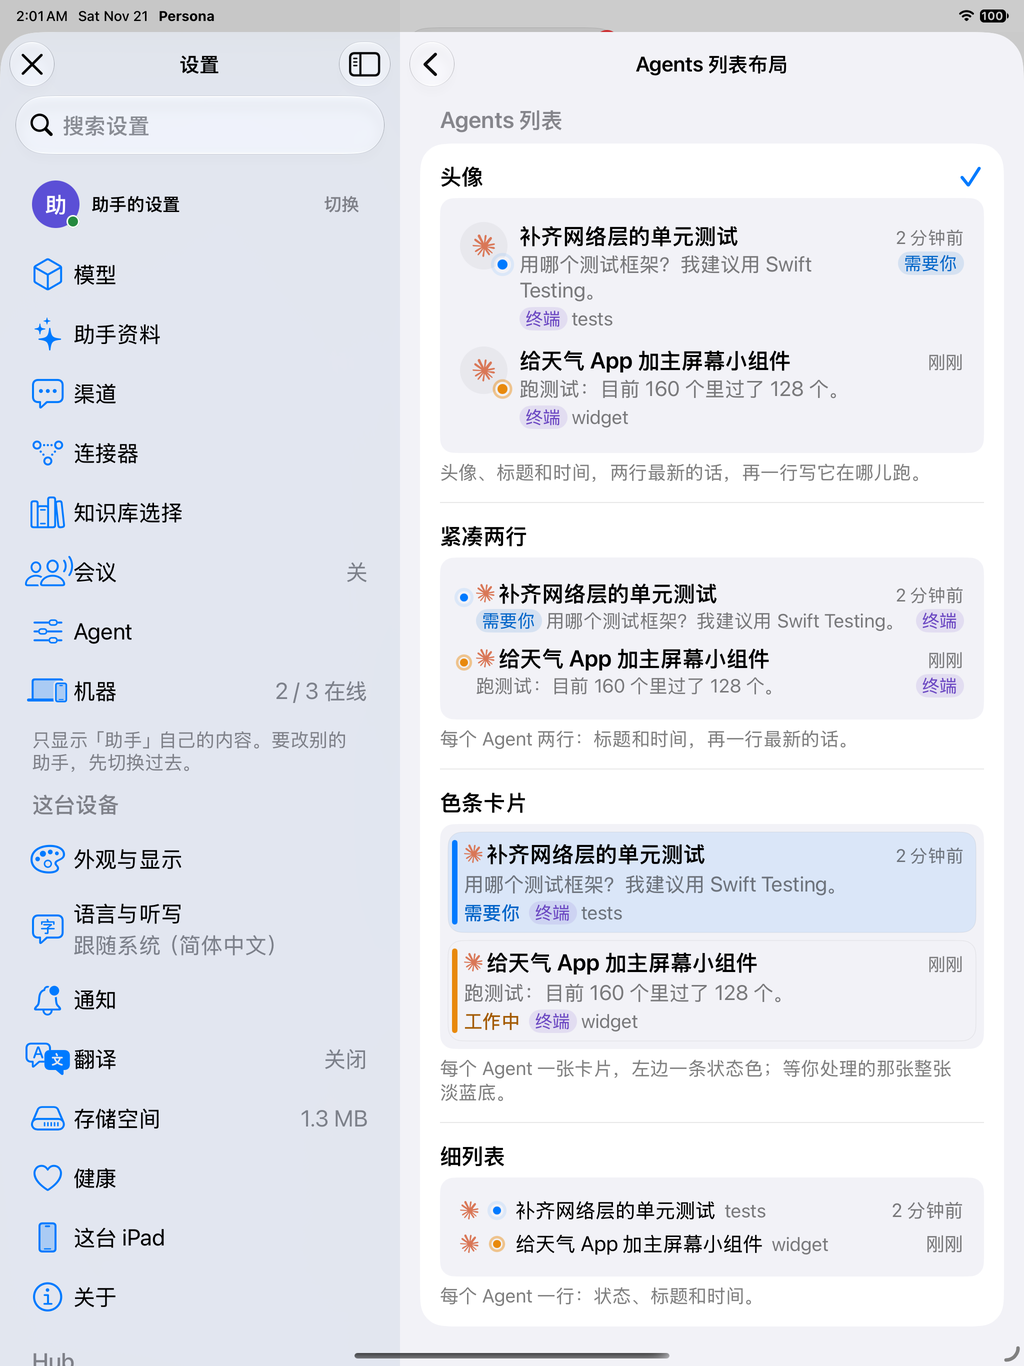 2:01 AM Sat Nov 21 Persona
100
设置
搜索设置
助 助手的设置 切换
模型
助手资料
渠道
连接器
知识库选择
会议 关
Agent
机器 2 / 3 在线
只显示「助手」自己的内容。要改别的
助手，先切换过去。
这台设备
外观与显示
字 语言与听写
跟随系统（简体中文）
通知
A 文 翻译 关闭
存储空间 1.3 MB
健康
这台 iPad
关于
Hub
Agents 列表布局
Agents 列表
头像
补齐网络层的单元测试 2 分钟前
用哪个测试框架？我建议用 Swift 需要你
Testing。
终端 tests
给天气 App 加主屏幕小组件 刚刚
跑测试：目前 160 个里过了 128 个。
终端 widget
头像、标题和时间，两行最新的话，再一行写它在哪儿跑。
紧凑两行
补齐网络层的单元测试 2 分钟前
需要你 用哪个测试框架？我建议用 Swift Testing。 终端
给天气 App 加主屏幕小组件 刚刚
跑测试：目前 160 个里过了 128 个。 终端
每个 Agent 两行：标题和时间，再一行最新的话。
色条卡片
补齐网络层的单元测试 2 分钟前
用哪个测试框架？我建议用 Swift Testing。
需要你 终端 tests
给天气 App 加主屏幕小组件 刚刚
跑测试：目前 160 个里过了 128 个。
工作中 终端 widget
每个 Agent 一张卡片，左边一条状态色；等你处理的那张整张
淡蓝底。
细列表
补齐网络层的单元测试 tests 2 分钟前
给天气 App 加主屏幕小组件 widget 刚刚
每个 Agent 一行：状态、标题和时间。